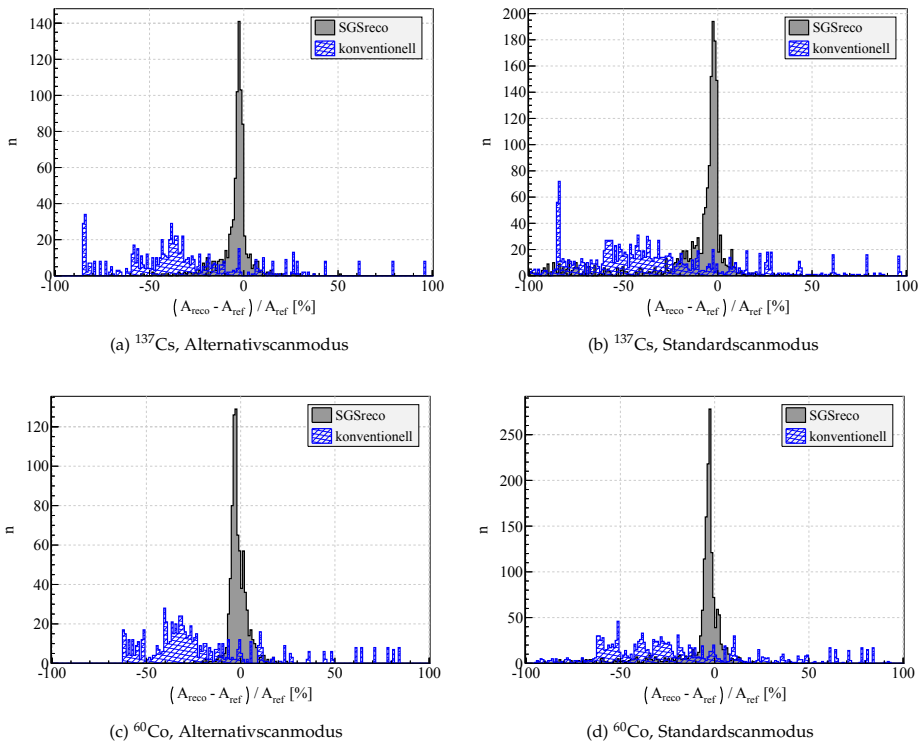 140
120
100
80
60
40
20
0
n
-100
-50
0
50
100
SGSreco
konventionell
( A_reco - A_ref ) / A_ref [%]
(a) ¹³⁷Cs, Alternativscanmodus
200
180
160
140
120
100
80
60
40
20
0
n
-100
-50
0
50
100
SGSreco
konventionell
( A_reco - A_ref ) / A_ref [%]
(b) ¹³⁷Cs, Standardscanmodus
120
100
80
60
40
20
0
n
-100
-50
0
50
100
SGSreco
konventionell
( A_reco - A_ref ) / A_ref [%]
(c) ⁶⁰Co, Alternativscanmodus
250
200
150
100
50
0
n
-100
-50
0
50
100
SGSreco
konventionell
( A_reco - A_ref ) / A_ref [%]
(d) ⁶⁰Co, Standardscanmodus